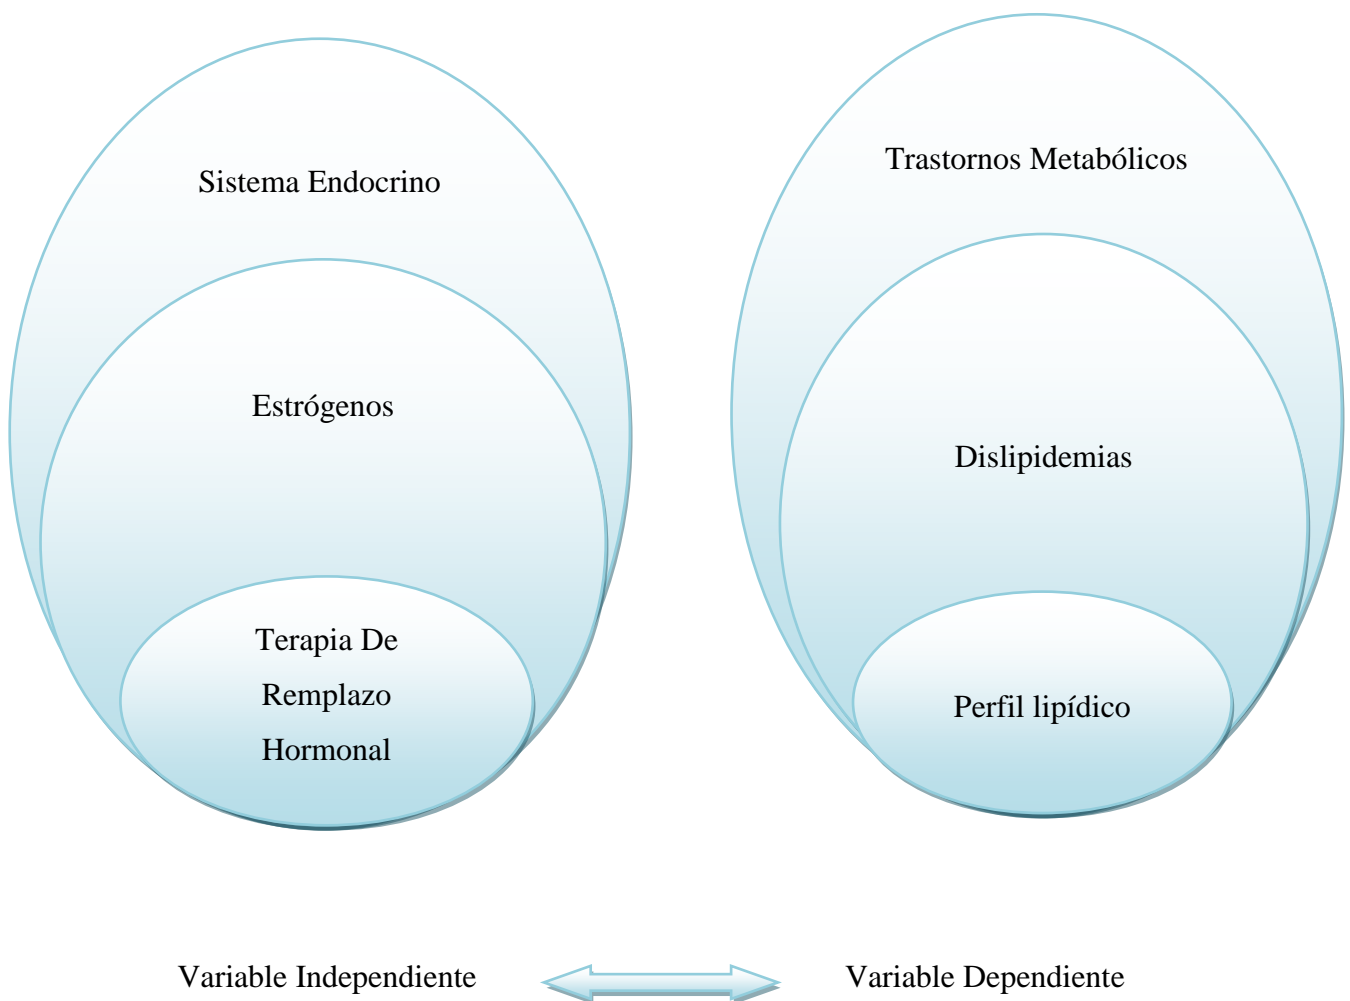 Sistema Endocrino
Estrógenos
Terapia De
Remplazo
Hormonal
Trastornos Metabólicos
Dislipidemias
Perfil lipídico
Variable Independiente
Variable Dependiente